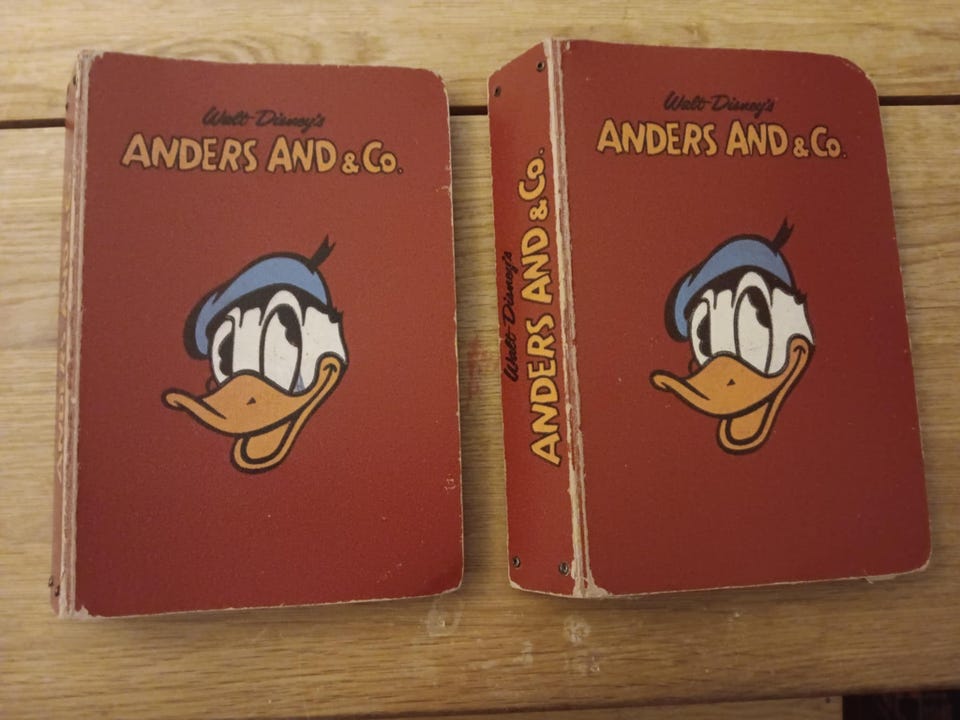 Walt Disney's
ANDERS AND & Co.
Walt Disney's ANDERS AND & Co.
Walt Disney's
ANDERS AND & Co.